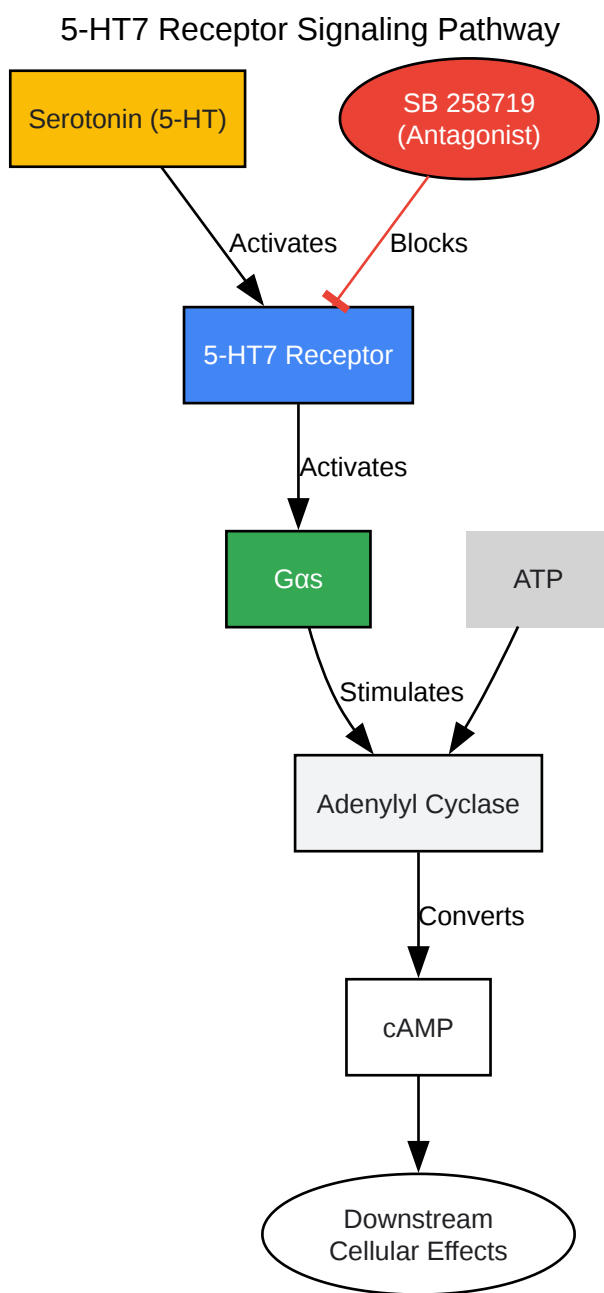 5-HT7 Receptor Signaling Pathway
Serotonin (5-HT)
SB 258719
(Antagonist)
Activates
Blocks
5-HT7 Receptor
Activates
Gαs
ATP
Stimulates
Adenylyl Cyclase
Converts
cAMP
Downstream
Cellular Effects